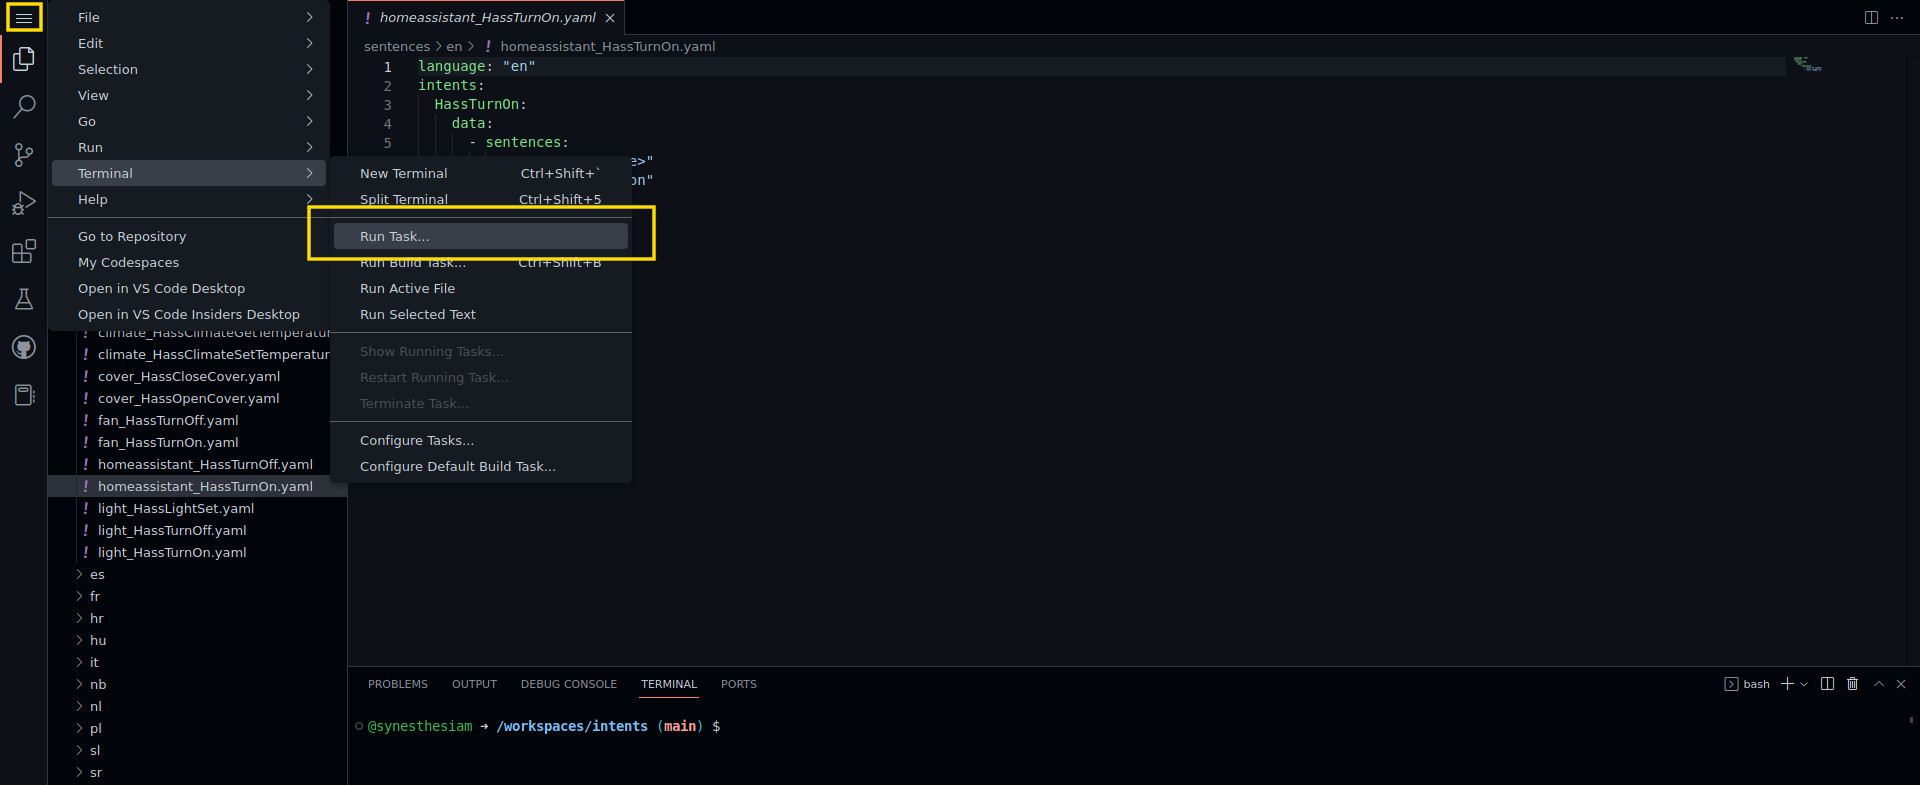 File
Edit
Selection
View
Go
Run
Terminal
Help
Go to Repository
My Codespaces
Open in VS Code Desktop
Open in VS Code Insiders Desktop
climate_HassClimateGetTemperatur
climate_HassClimateSetTemperatur
! cover_HassCloseCover.yaml
! cover_HassOpenCover.yaml
! fan_HassTurnOff.yaml
! fan_HassTurnOn.yaml
! homeassistant_HassTurnOff.yaml
! homeassistant_HassTurnOn.yaml
! light_HassLightSet.yaml
! light_HassTurnOff.yaml
! light_HassTurnOn.yaml
es
fr
hr
hu
it
nb
nl
pl
sl
sr
! homeassistant_HassTurnOn.yaml
sentences > en > ! homeassistant_HassTurnOn.yaml
1 language: "en"
2 intents:
3 HassTurnOn:
4 data:
5 - sentences:
e>"
on"
New Terminal Ctrl+Shift+`
Split Terminal Ctrl+Shift+5
Run Task...
Run Build Task... Ctrl+Shift+B
Run Active File
Run Selected Text
Show Running Tasks...
Restart Running Task...
Terminate Task...
Configure Tasks...
Configure Default Build Task...
PROBLEMS OUTPUT DEBUG CONSOLE TERMINAL PORTS
bash
@synesthesiam → /workspaces/intents (main) $